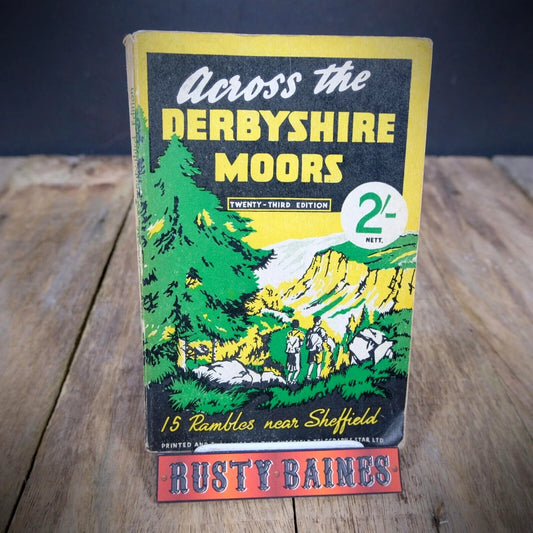 Across the
DERBYSHIRE
MOORS
TWENTY-THIRD EDITION
2/-
NETT.
15 Rambles near Sheffield
PRINTED AND TELEGRAPH & STAR LTD
RUSTY BAINES